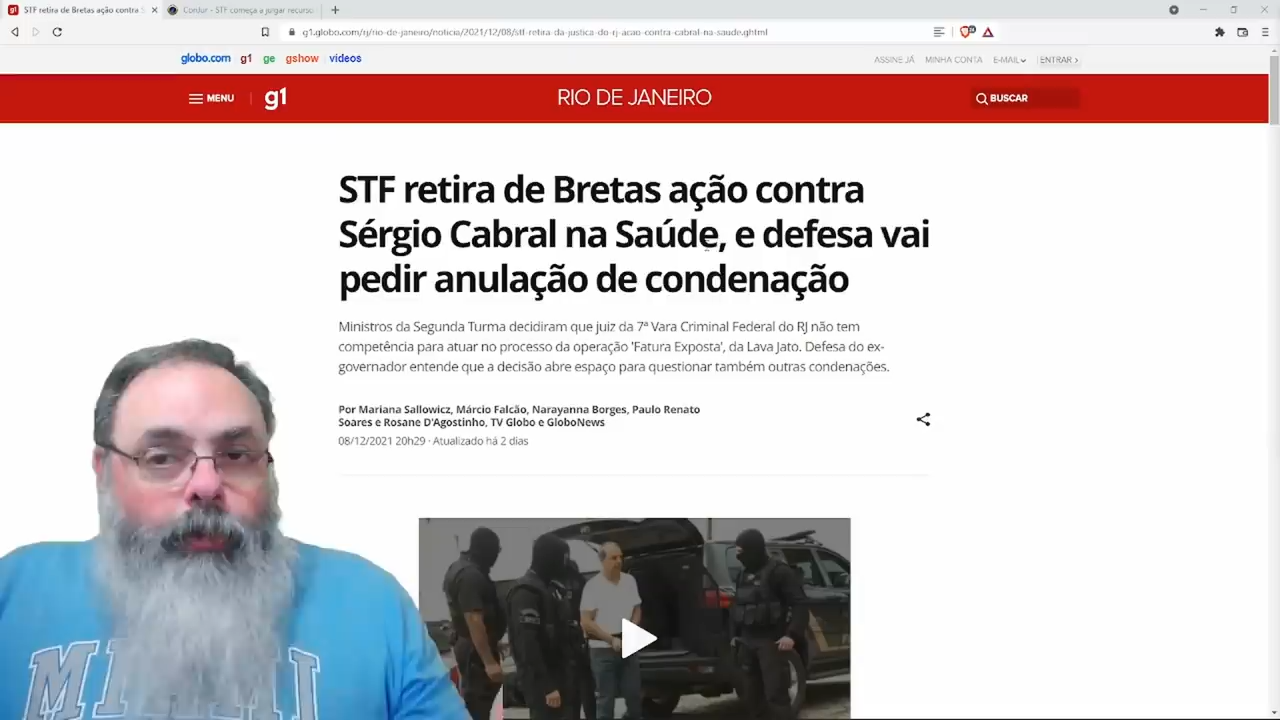 STF retira de Bretas ação contra S
ConJur - STF começa a julgar recurso
g1.globo.com/rj/rio-de-janeiro/noticia/2021/12/08/stf-retira-da-justica-do-rj-acao-contra-cabral-na-saude.ghtml
globo.com g1 ge gshow vídeos
ASSINE JÁ MINHA CONTA E-MAIL ENTRAR
MENU g1 RIO DE JANEIRO BUSCAR
STF retira de Bretas ação contra
Sérgio Cabral na Saúde, e defesa vai
pedir anulação de condenação
Ministros da Segunda Turma decidiram que juiz da 7ª Vara Criminal Federal do RJ não tem
competência para atuar no processo da operação 'Fatura Exposta', da Lava Jato. Defesa do ex-
governador entende que a decisão abre espaço para questionar também outras condenações.
Por Mariana Sallowicz, Márcio Falcão, Narayanna Borges, Paulo Renato
Soares e Rosane D'Agostinho, TV Globo e GloboNews
08/12/2021 20h29 · Atualizado há 2 dias
MIAMI